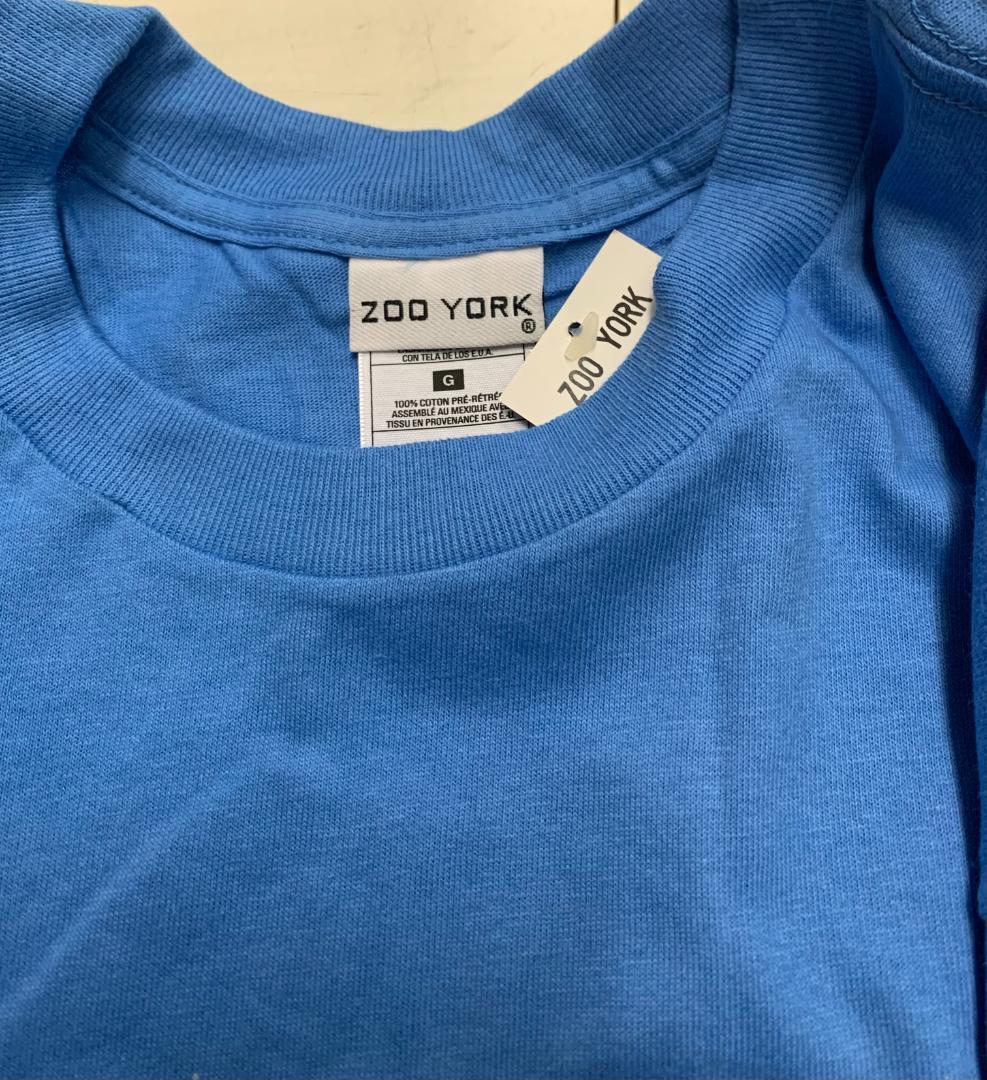 ZOO YORK
®
CON TELA DE LOS E.U.A.
G
100% COTON PRÉ-RÉTRÉ
ASSEMBLÉ AU MEXIQUE AVE
TISSU EN PROVENANCE DES É.-U.
ZOO YORK